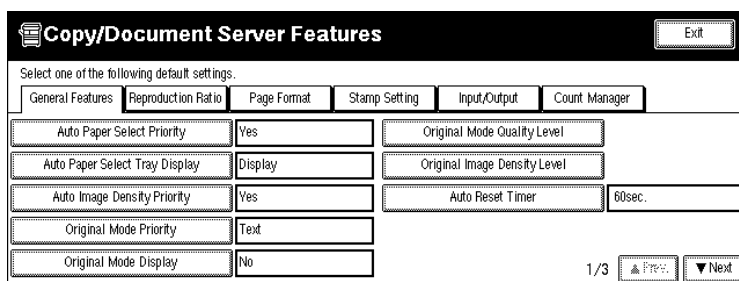 Copy/Document Server Features
Exit
Select one of the following default settings.
General Features Reproduction Ratio Page Format Stamp Setting Input/Output Count Manager
Auto Paper Select Priority Yes Original Mode Quality Level
Auto Paper Select Tray Display Display Original Image Density Level
Auto Image Density Priority Yes Auto Reset Timer 60sec.
Original Mode Priority Text
Original Mode Display No
1/3 ▲Prev. ▼Next